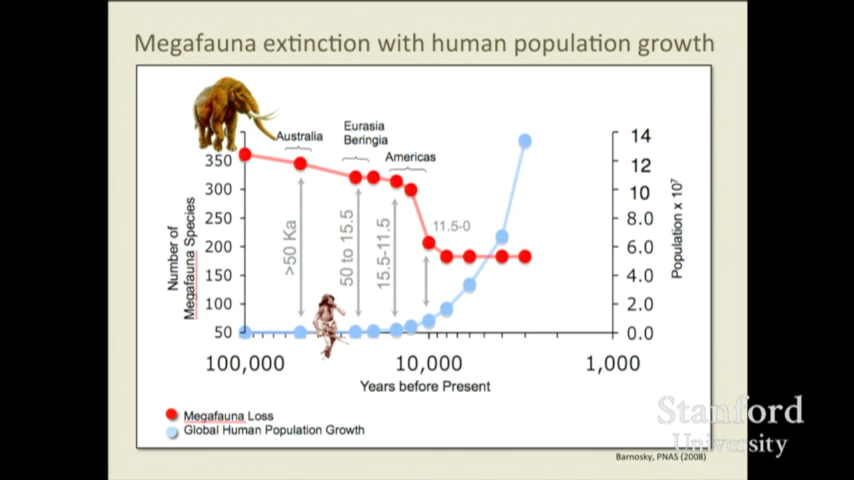 Megafauna extinction with human population growth
Australia
Eurasia
Beringia
Americas
350
300
250
200
150
100
50
Number of
Megafauna Species
>50 Ka
50 to 15.5
15.5-11.5
11.5-0
14
12
10
8.0
6.0
4.0
2.0
0.0
Population x 10⁷
100,000
10,000
1,000
Years before Present
Megafauna Loss
Global Human Population Growth
Stanford
University
Barnosky, PNAS (2008)